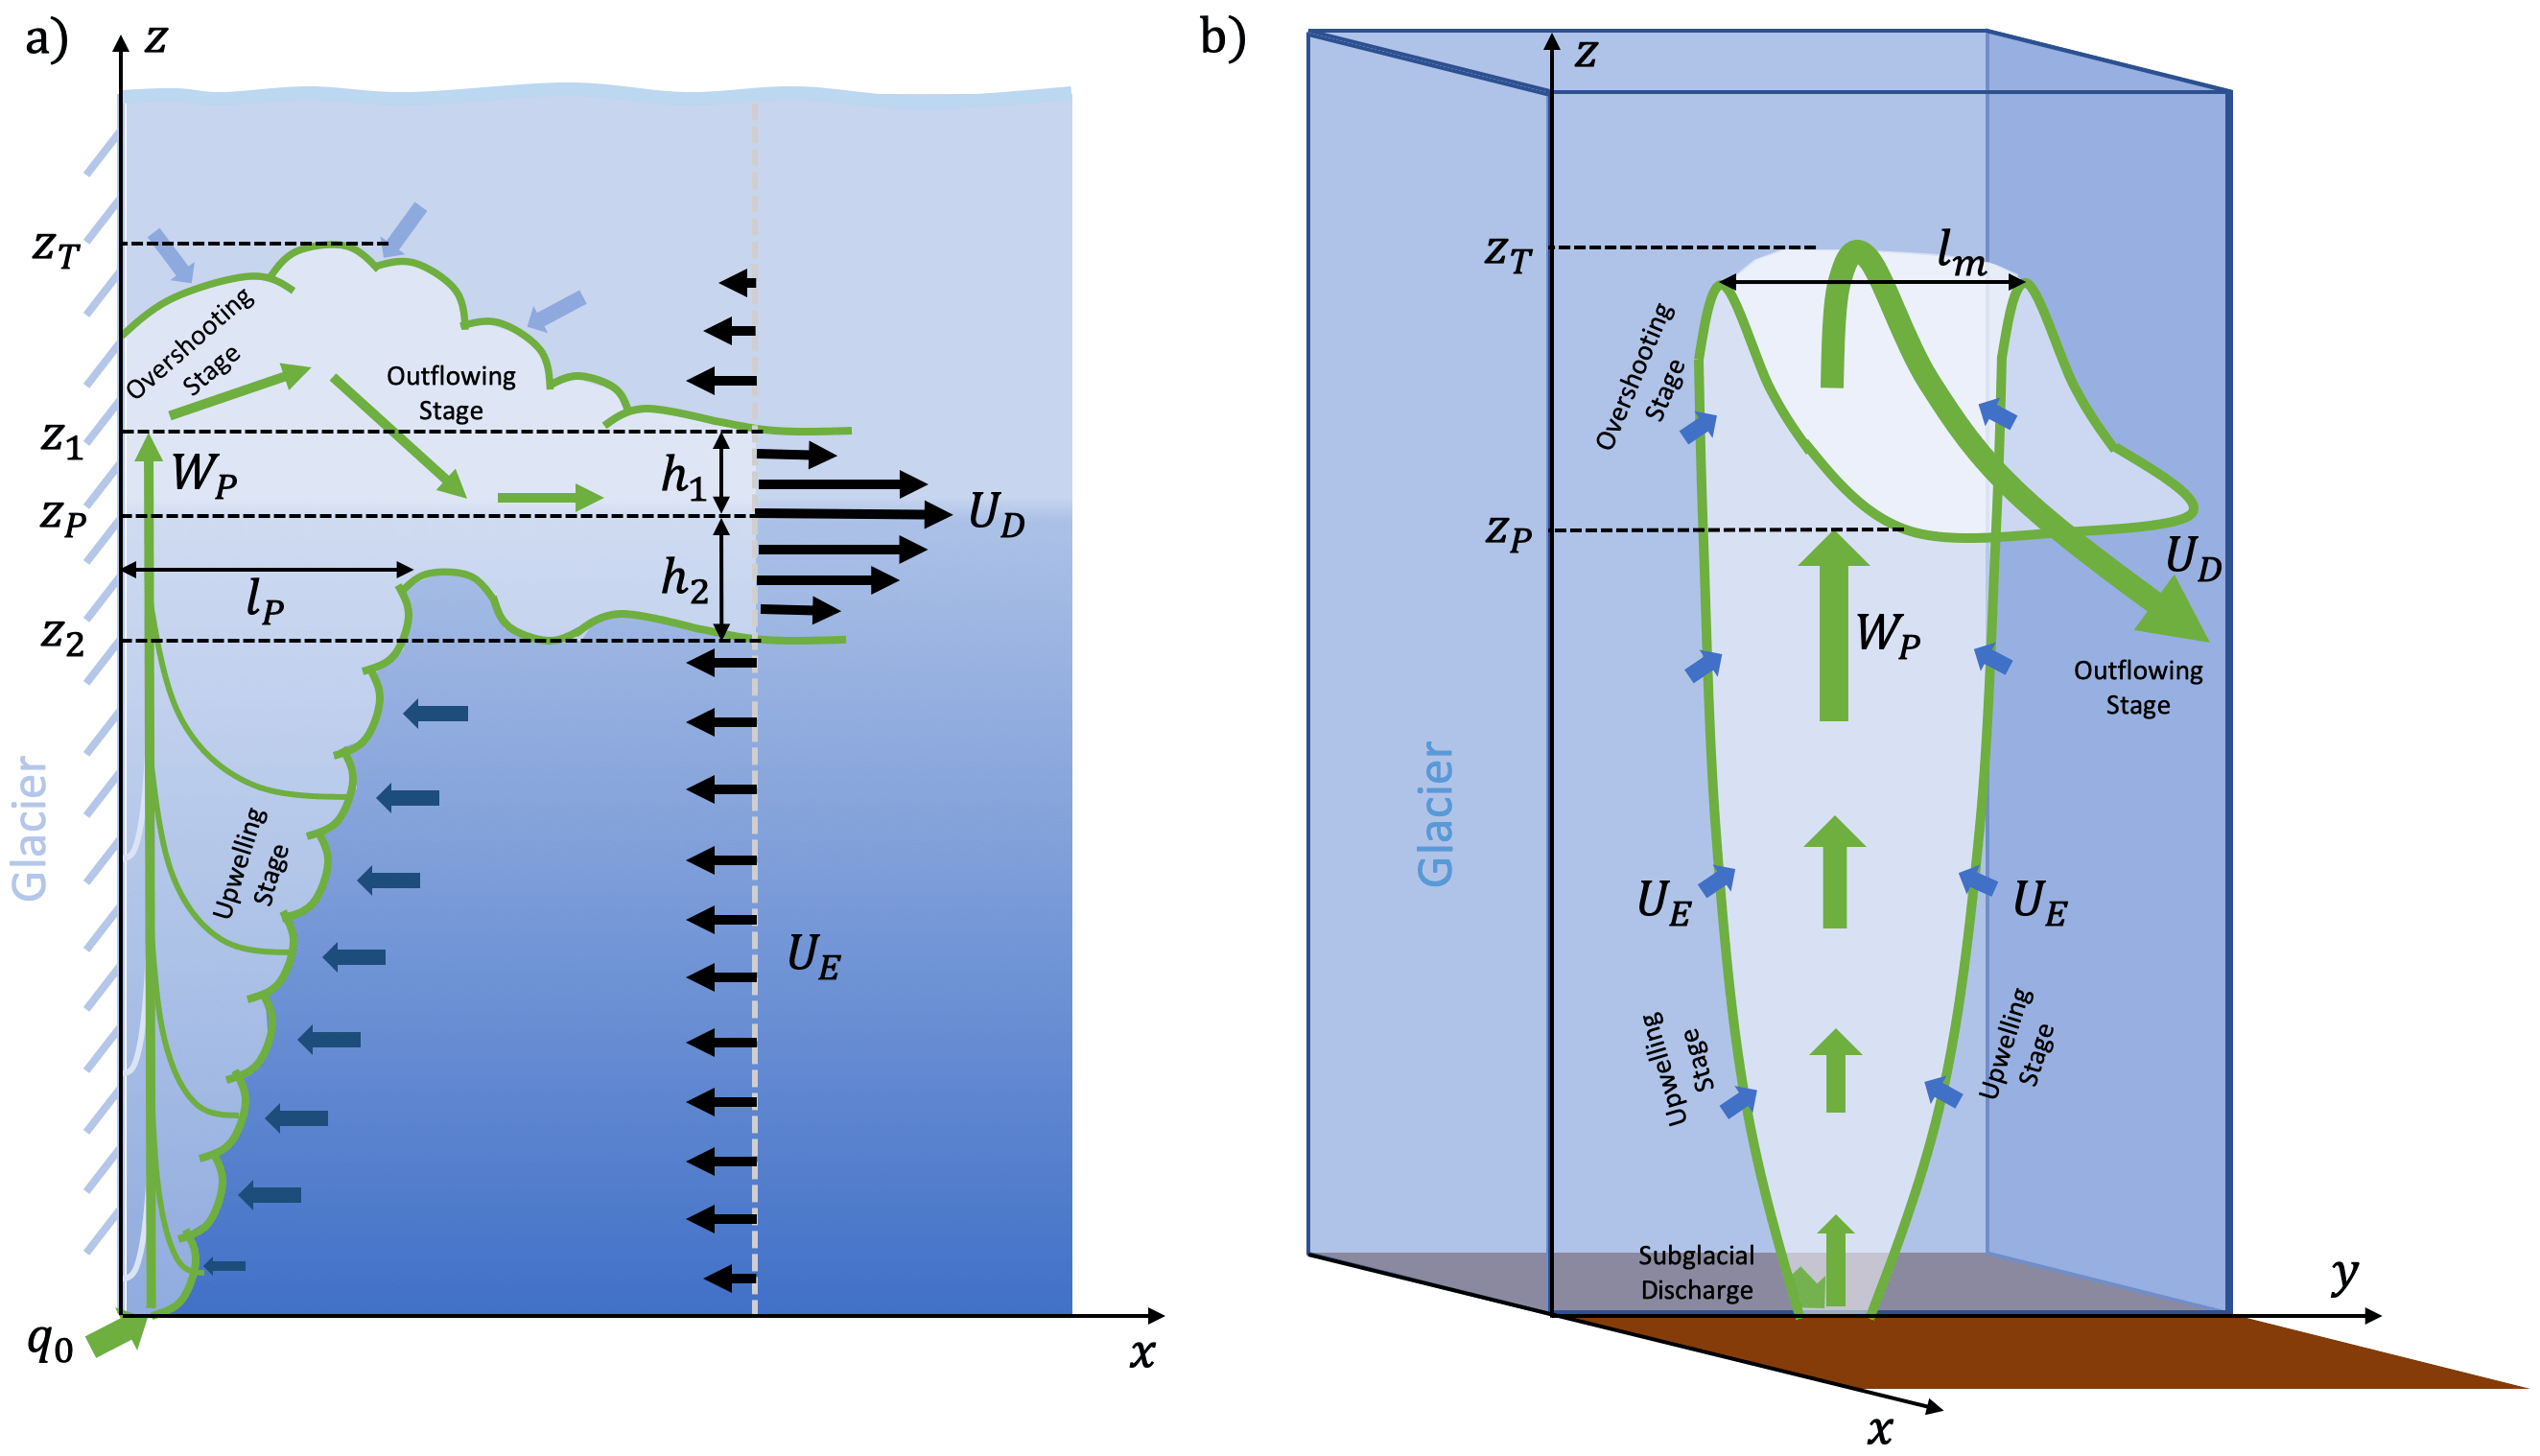 a)
z
z_T
Overshooting
Stage
Outflowing
Stage
z_1
W_P
h_1
z_P
U_D
l_P
h_2
z_2
Glacier
Upwelling
Stage
U_E
q_0
x
b)
z
z_T
l_m
Overshooting
Stage
z_P
U_D
W_P
Outflowing
Stage
Glacier
U_E
U_E
Upwelling
Stage
Upwelling
Stage
Subglacial
Discharge
y
x